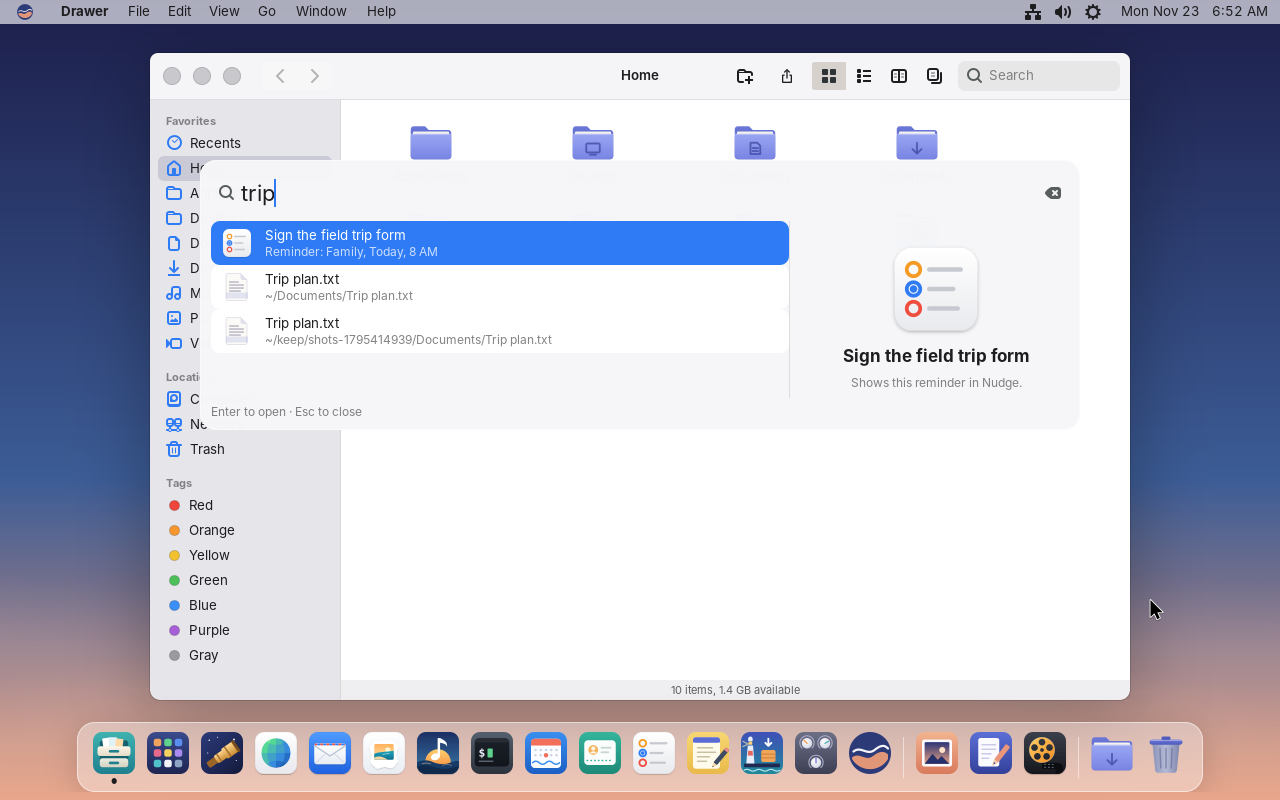 Drawer File Edit View Go Window Help Mon Nov 23 6:52 AM
Home
Search
Favorites
Recents
trip
Sign the field trip form
Reminder: Family, Today, 8 AM
Trip plan.txt
~/Documents/Trip plan.txt
Trip plan.txt
~/keep/shots-1795414939/Documents/Trip plan.txt
Sign the field trip form
Shows this reminder in Nudge.
Enter to open · Esc to close
Trash
Tags
Red
Orange
Yellow
Green
Blue
Purple
Gray
10 items, 1.4 GB available